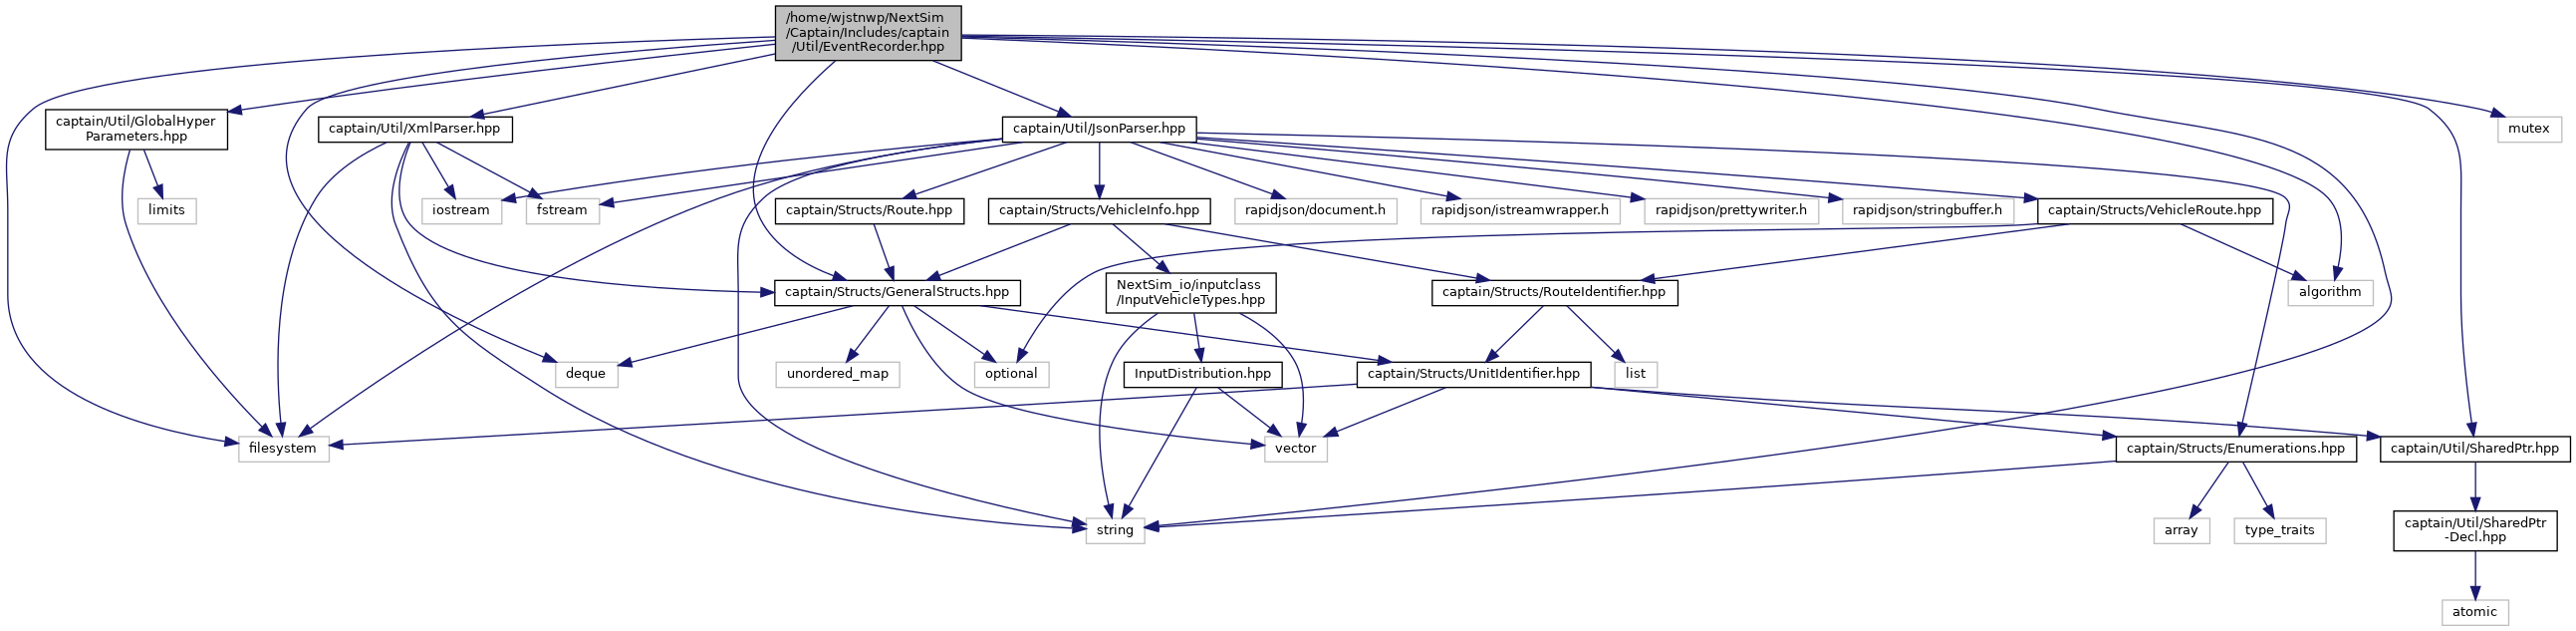 /home/wjstnwp/NextSim
/Captain/Includes/captain
/Util/EventRecorder.hpp
captain/Util/GlobalHyper
Parameters.hpp
captain/Util/XmlParser.hpp
captain/Util/JsonParser.hpp
mutex
limits
iostream
fstream
captain/Structs/Route.hpp
captain/Structs/VehicleInfo.hpp
rapidjson/document.h
rapidjson/istreamwrapper.h
rapidjson/prettywriter.h
rapidjson/stringbuffer.h
captain/Structs/VehicleRoute.hpp
captain/Structs/GeneralStructs.hpp
NextSim_io/inputclass
/InputVehicleTypes.hpp
captain/Structs/RouteIdentifier.hpp
algorithm
deque
unordered_map
optional
InputDistribution.hpp
captain/Structs/UnitIdentifier.hpp
list
filesystem
vector
captain/Structs/Enumerations.hpp
captain/Util/SharedPtr.hpp
string
array
type_traits
captain/Util/SharedPtr
-Decl.hpp
atomic